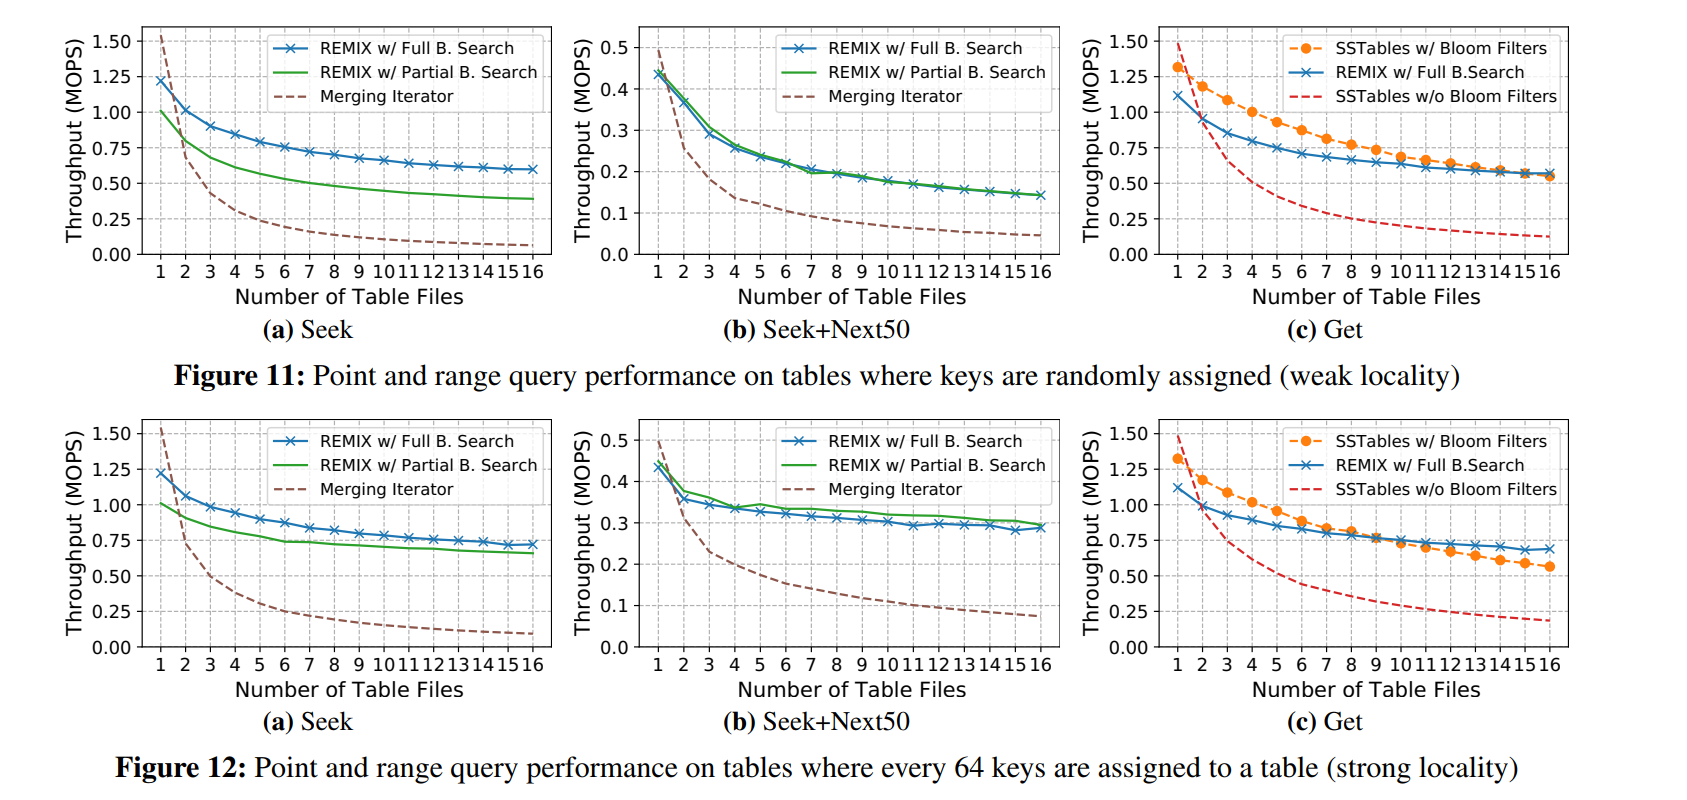 Throughput (MOPS)
1.50
1.25
1.00
0.75
0.50
0.25
0.00
REMIX w/ Full B. Search
REMIX w/ Partial B. Search
Merging Iterator
1 2 3 4 5 6 7 8 9 10 11 12 13 14 15 16
Number of Table Files
(a) Seek
Throughput (MOPS)
0.5
0.4
0.3
0.2
0.1
0.0
REMIX w/ Full B. Search
REMIX w/ Partial B. Search
Merging Iterator
1 2 3 4 5 6 7 8 9 10 11 12 13 14 15 16
Number of Table Files
(b) Seek+Next50
Throughput (MOPS)
1.50
1.25
1.00
0.75
0.50
0.25
0.00
SSTables w/ Bloom Filters
REMIX w/ Full B.Search
SSTables w/o Bloom Filters
1 2 3 4 5 6 7 8 9 10 11 12 13 14 15 16
Number of Table Files
(c) Get
Figure 11: Point and range query performance on tables where keys are randomly assigned (weak locality)
Throughput (MOPS)
1.50
1.25
1.00
0.75
0.50
0.25
0.00
REMIX w/ Full B. Search
REMIX w/ Partial B. Search
Merging Iterator
1 2 3 4 5 6 7 8 9 10 11 12 13 14 15 16
Number of Table Files
(a) Seek
Throughput (MOPS)
0.5
0.4
0.3
0.2
0.1
0.0
REMIX w/ Full B. Search
REMIX w/ Partial B. Search
Merging Iterator
1 2 3 4 5 6 7 8 9 10 11 12 13 14 15 16
Number of Table Files
(b) Seek+Next50
Throughput (MOPS)
1.50
1.25
1.00
0.75
0.50
0.25
0.00
SSTables w/ Bloom Filters
REMIX w/ Full B.Search
SSTables w/o Bloom Filters
1 2 3 4 5 6 7 8 9 10 11 12 13 14 15 16
Number of Table Files
(c) Get
Figure 12: Point and range query performance on tables where every 64 keys are assigned to a table (strong locality)